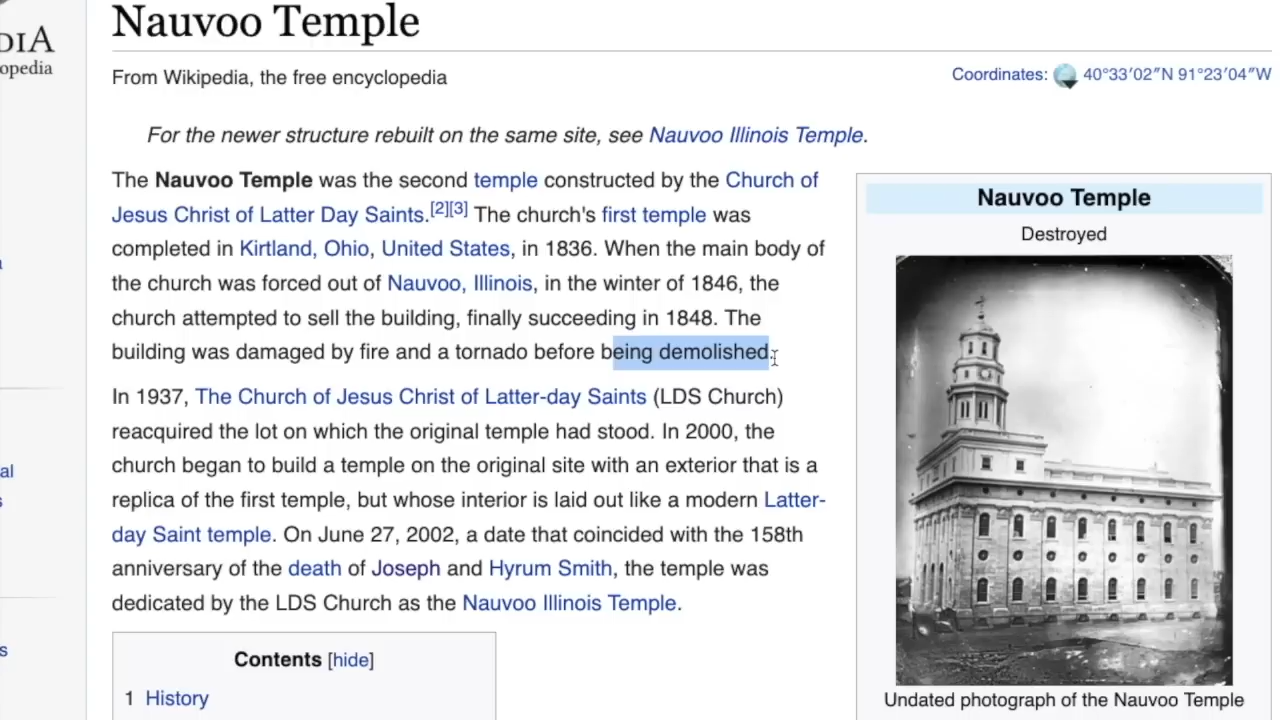 Nauvoo Temple
DIA
opedia
From Wikipedia, the free encyclopedia
Coordinates: 40°33′02″N 91°23′04″W
For the newer structure rebuilt on the same site, see Nauvoo Illinois Temple.
The Nauvoo Temple was the second temple constructed by the Church of
Jesus Christ of Latter Day Saints.[2][3] The church's first temple was
completed in Kirtland, Ohio, United States, in 1836. When the main body of
the church was forced out of Nauvoo, Illinois, in the winter of 1846, the
church attempted to sell the building, finally succeeding in 1848. The
building was damaged by fire and a tornado before being demolished.
In 1937, The Church of Jesus Christ of Latter-day Saints (LDS Church)
reacquired the lot on which the original temple had stood. In 2000, the
church began to build a temple on the original site with an exterior that is a
replica of the first temple, but whose interior is laid out like a modern Latter-
day Saint temple. On June 27, 2002, a date that coincided with the 158th
anniversary of the death of Joseph and Hyrum Smith, the temple was
dedicated by the LDS Church as the Nauvoo Illinois Temple.
Contents [hide]
1 History
Nauvoo Temple
Destroyed
Undated photograph of the Nauvoo Temple
al
s
s